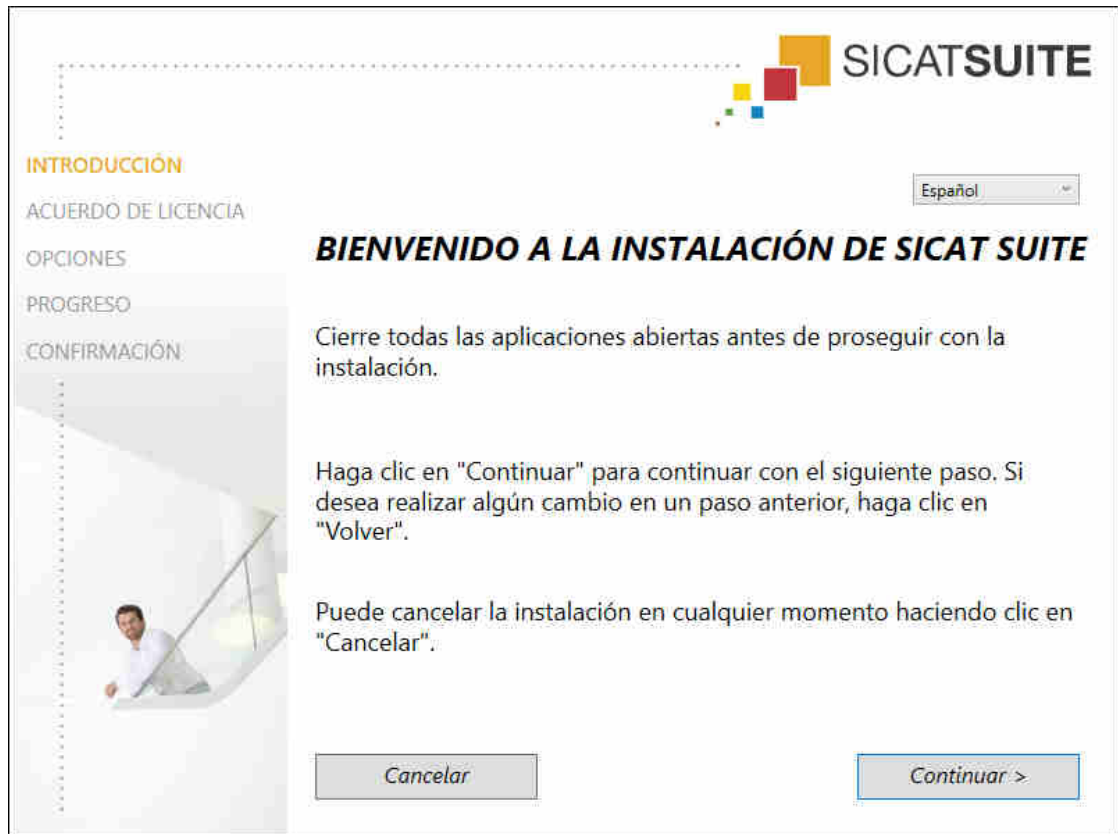 SICATSUITE
INTRODUCCIÓN
ACUERDO DE LICENCIA
OPCIONES
PROGRESO
CONFIRMACIÓN
Español
BIENVENIDO A LA INSTALACIÓN DE SICAT SUITE
Cierre todas las aplicaciones abiertas antes de proseguir con la
instalación.
Haga clic en "Continuar" para continuar con el siguiente paso. Si
desea realizar algún cambio en un paso anterior, haga clic en
"Volver".
Puede cancelar la instalación en cualquier momento haciendo clic en
"Cancelar".
Cancelar
Continuar >